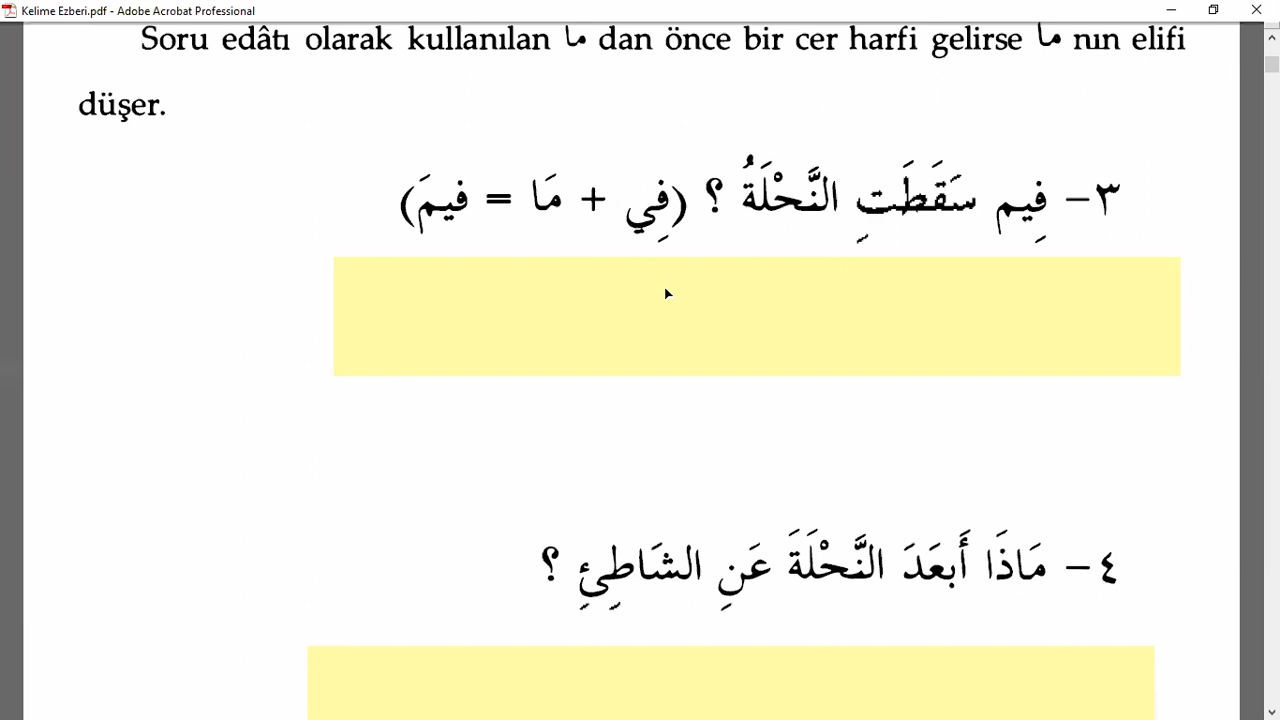 Kelime Ezberi.pdf - Adobe Acrobat Professional
Soru edâtı olarak kullanılan ما dan önce bir cer harfi gelirse ما nın elifi
düşer.
٣– فِيم سَقَطَتِ النَّحْلَةُ ؟ (فِي + مَا = فيمَ)
٤– مَاذَا أَبعَدَ النَّحْلَةَ عَنِ الشَاطِئِ ؟